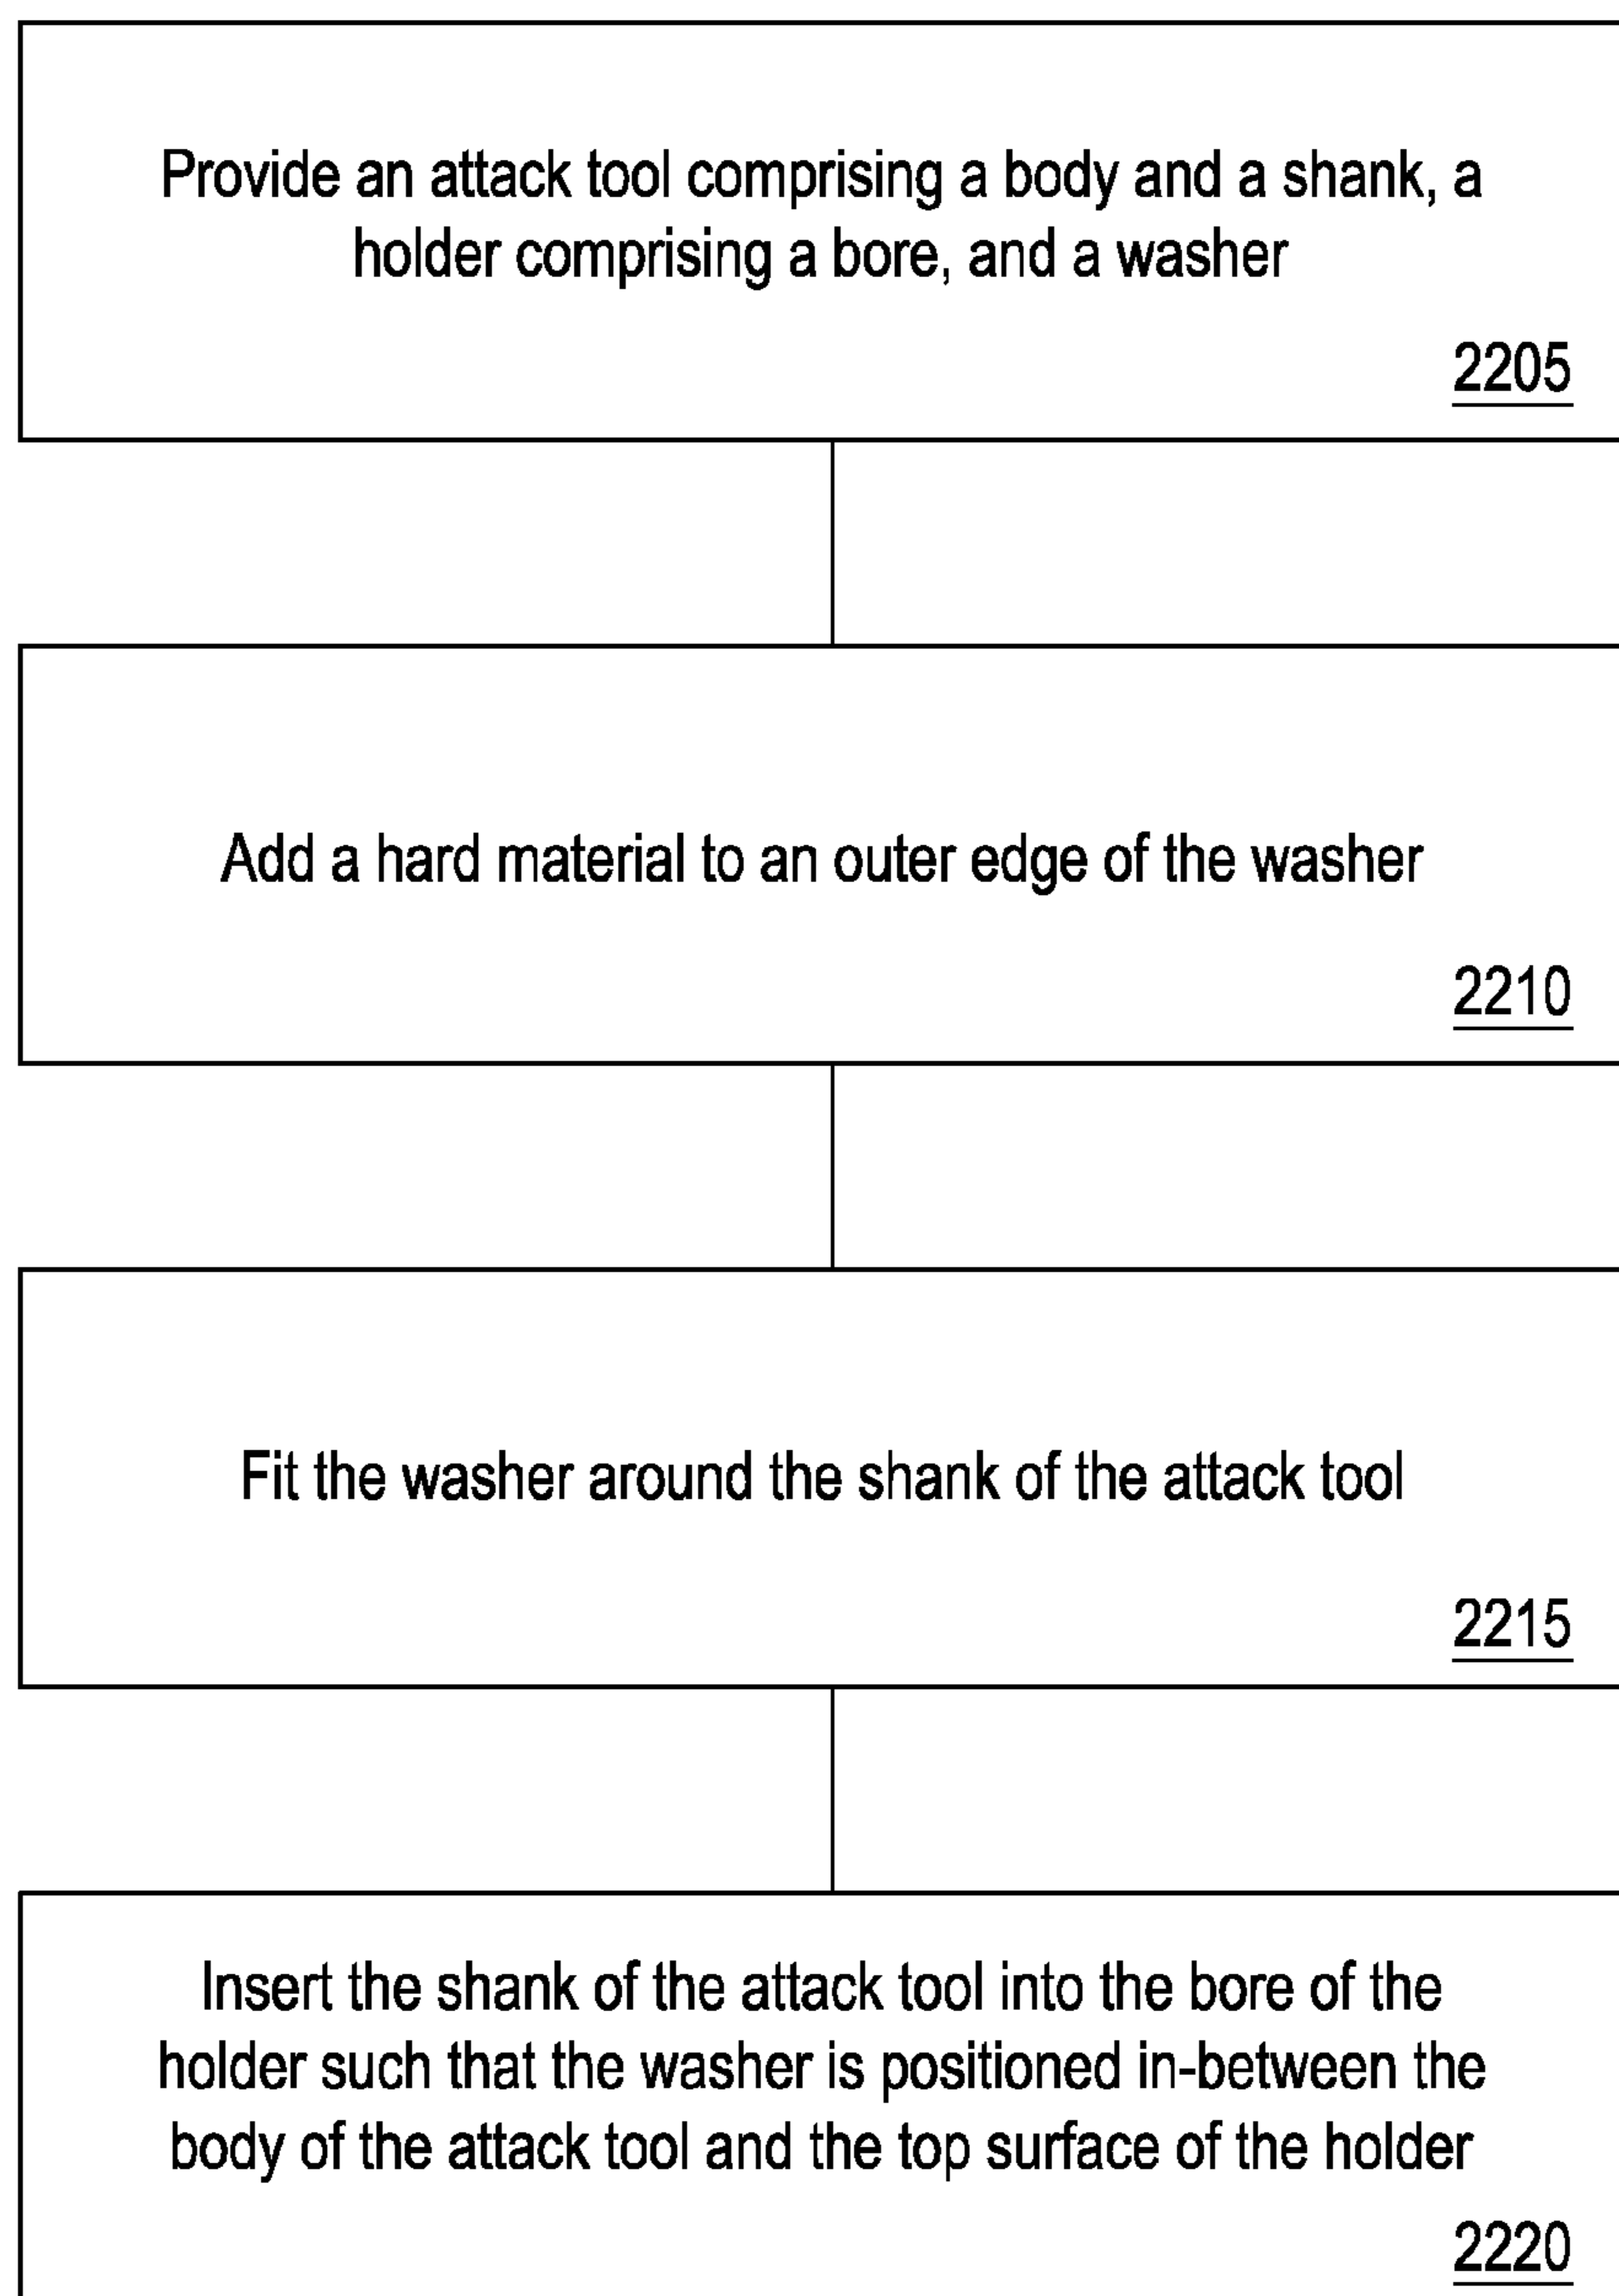 Provide an attack tool comprising a body and a shank, a
holder comprising a bore, and a washer
2205
Add a hard material to an outer edge of the washer
2210
Fit the washer around the shank of the attack tool
2215
Insert the shank of the attack tool into the bore of the
holder such that the washer is positioned in-between the
body of the attack tool and the top surface of the holder
2220